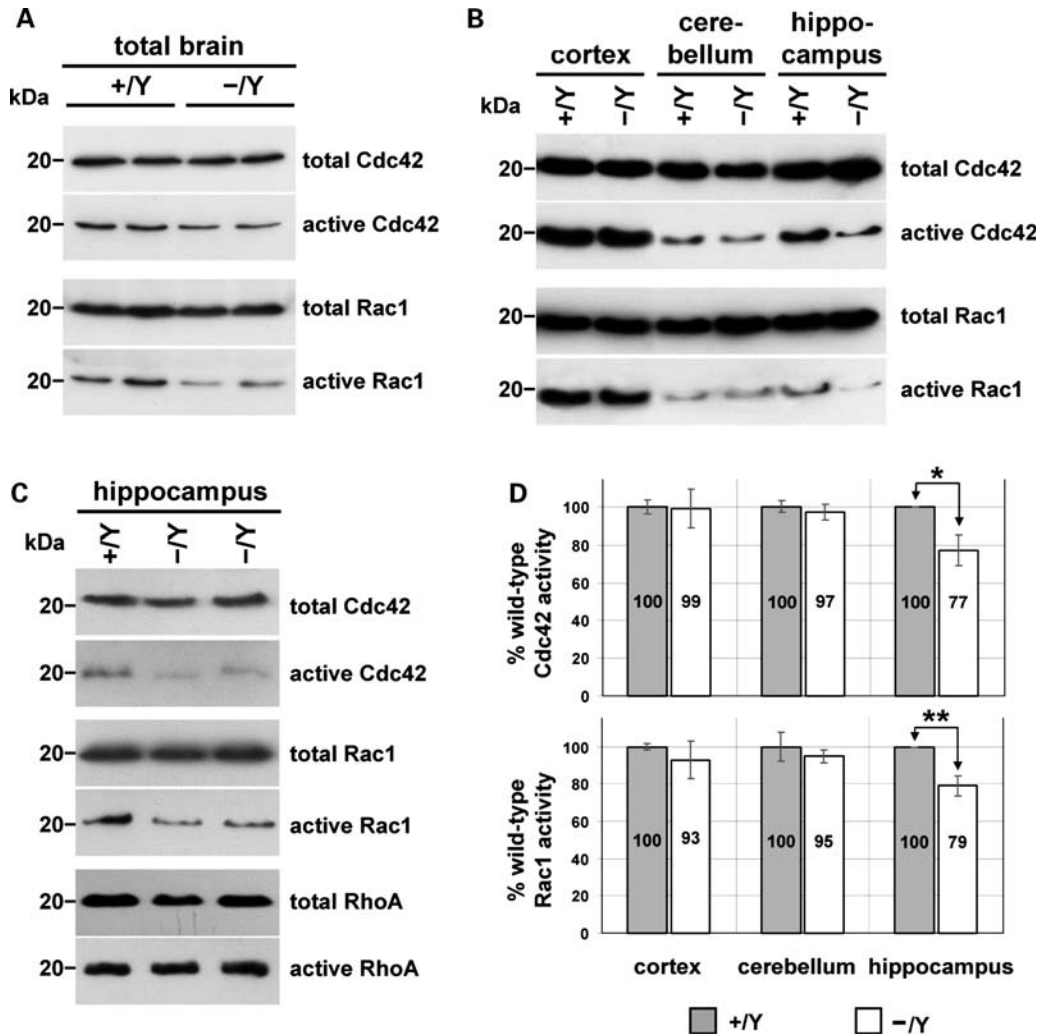 A
total brain
+/Y −/Y
kDa
20 total Cdc42
20 active Cdc42
20 total Rac1
20 active Rac1
B
cortex cere-bellum hippo-campus
kDa +/Y −/Y +/Y −/Y +/Y −/Y
20 total Cdc42
20 active Cdc42
20 total Rac1
20 active Rac1
C
hippocampus
kDa +/Y −/Y −/Y
20 total Cdc42
20 active Cdc42
20 total Rac1
20 active Rac1
20 total RhoA
20 active RhoA
D
% wild-type
Cdc42 activity
*
100
80
60
40
20
0
100 99 100 97 100 77
% wild-type
Rac1 activity
**
100
80
60
40
20
0
100 93 100 95 100 79
cortex cerebellum hippocampus
+/Y −/Y